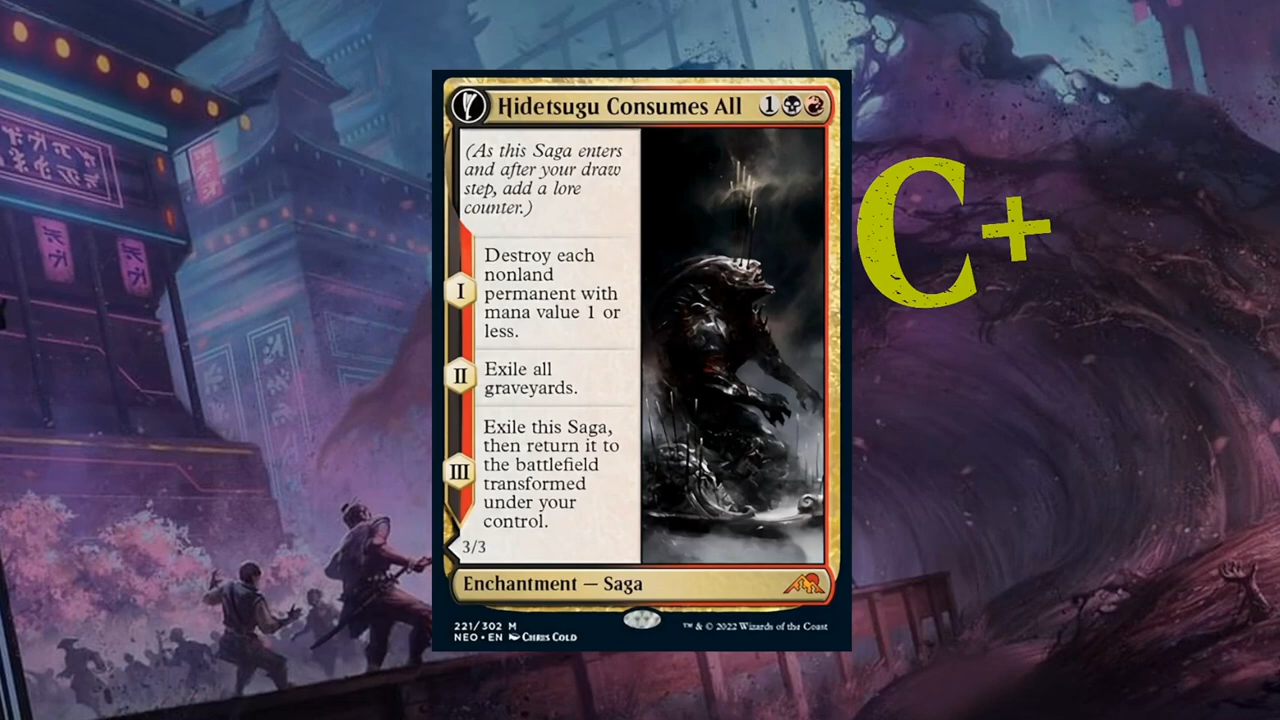 Hidetsugu Consumes All 1
(As this Saga enters
and after your draw
step, add a lore
counter.)
I
Destroy each
nonland
permanent with
mana value 1 or
less.
II
Exile all
graveyards.
III
Exile this Saga,
then return it to
the battlefield
transformed
under your
control.
3/3
Enchantment — Saga
221/302 M
NEO • EN Chris Cold
™ & © 2022 Wizards of the Coast
C+